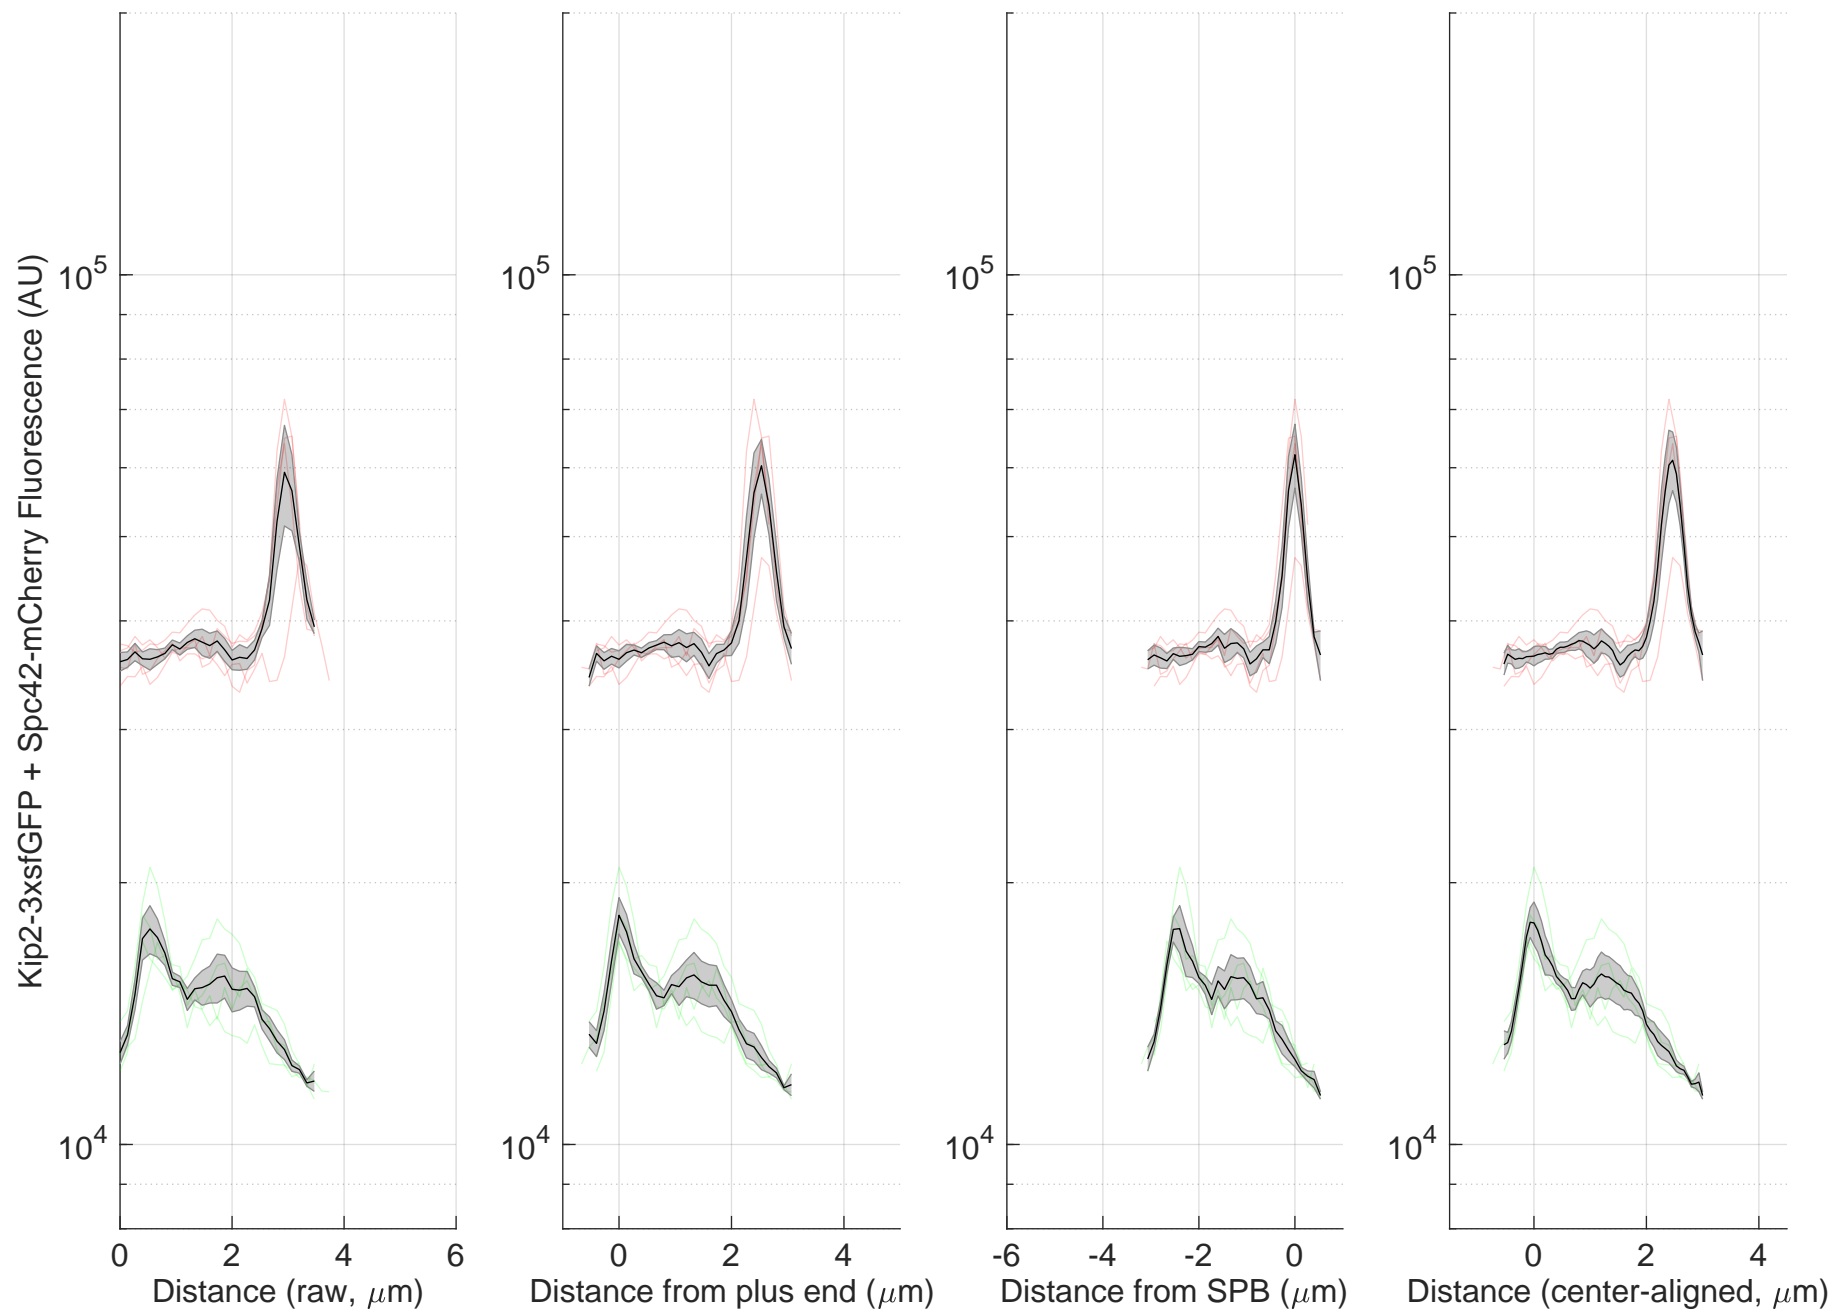 Kip2-3xsfGFP + Spc42-mCherry Fluorescence (AU)
10^5
10^4
0 2 4 6
Distance (raw, μm)
10^5
10^4
0 2 4
Distance from plus end (μm)
10^5
10^4
-6 -4 -2 0
Distance from SPB (μm)
10^5
10^4
0 2 4
Distance (center-aligned, μm)